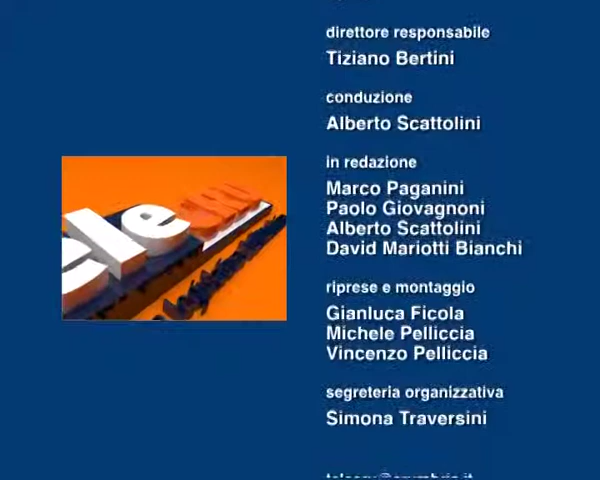 direttore responsabile
Tiziano Bertini
conduzione
Alberto Scattolini
in redazione
Marco Paganini
Paolo Giovagnoni
Alberto Scattolini
David Mariotti Bianchi
riprese e montaggio
Gianluca Ficola
Michele Pelliccia
Vincenzo Pelliccia
segreteria organizzativa
Simona Traversini